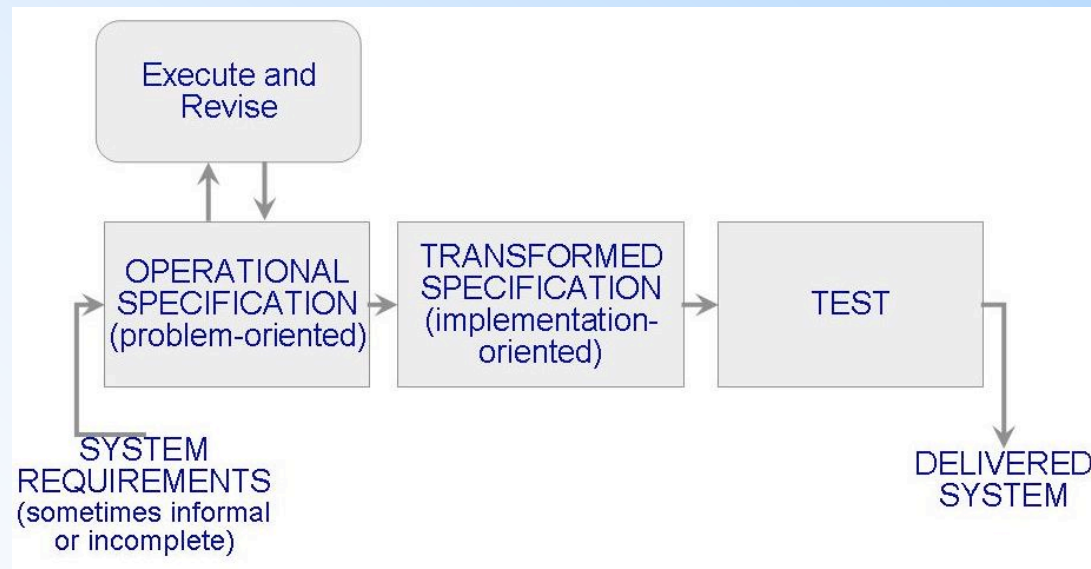 Execute and
Revise
OPERATIONAL
SPECIFICATION
(problem-oriented)
TRANSFORMED
SPECIFICATION
(implementation-
oriented)
TEST
SYSTEM
REQUIREMENTS
(sometimes informal
or incomplete)
DELIVERED
SYSTEM